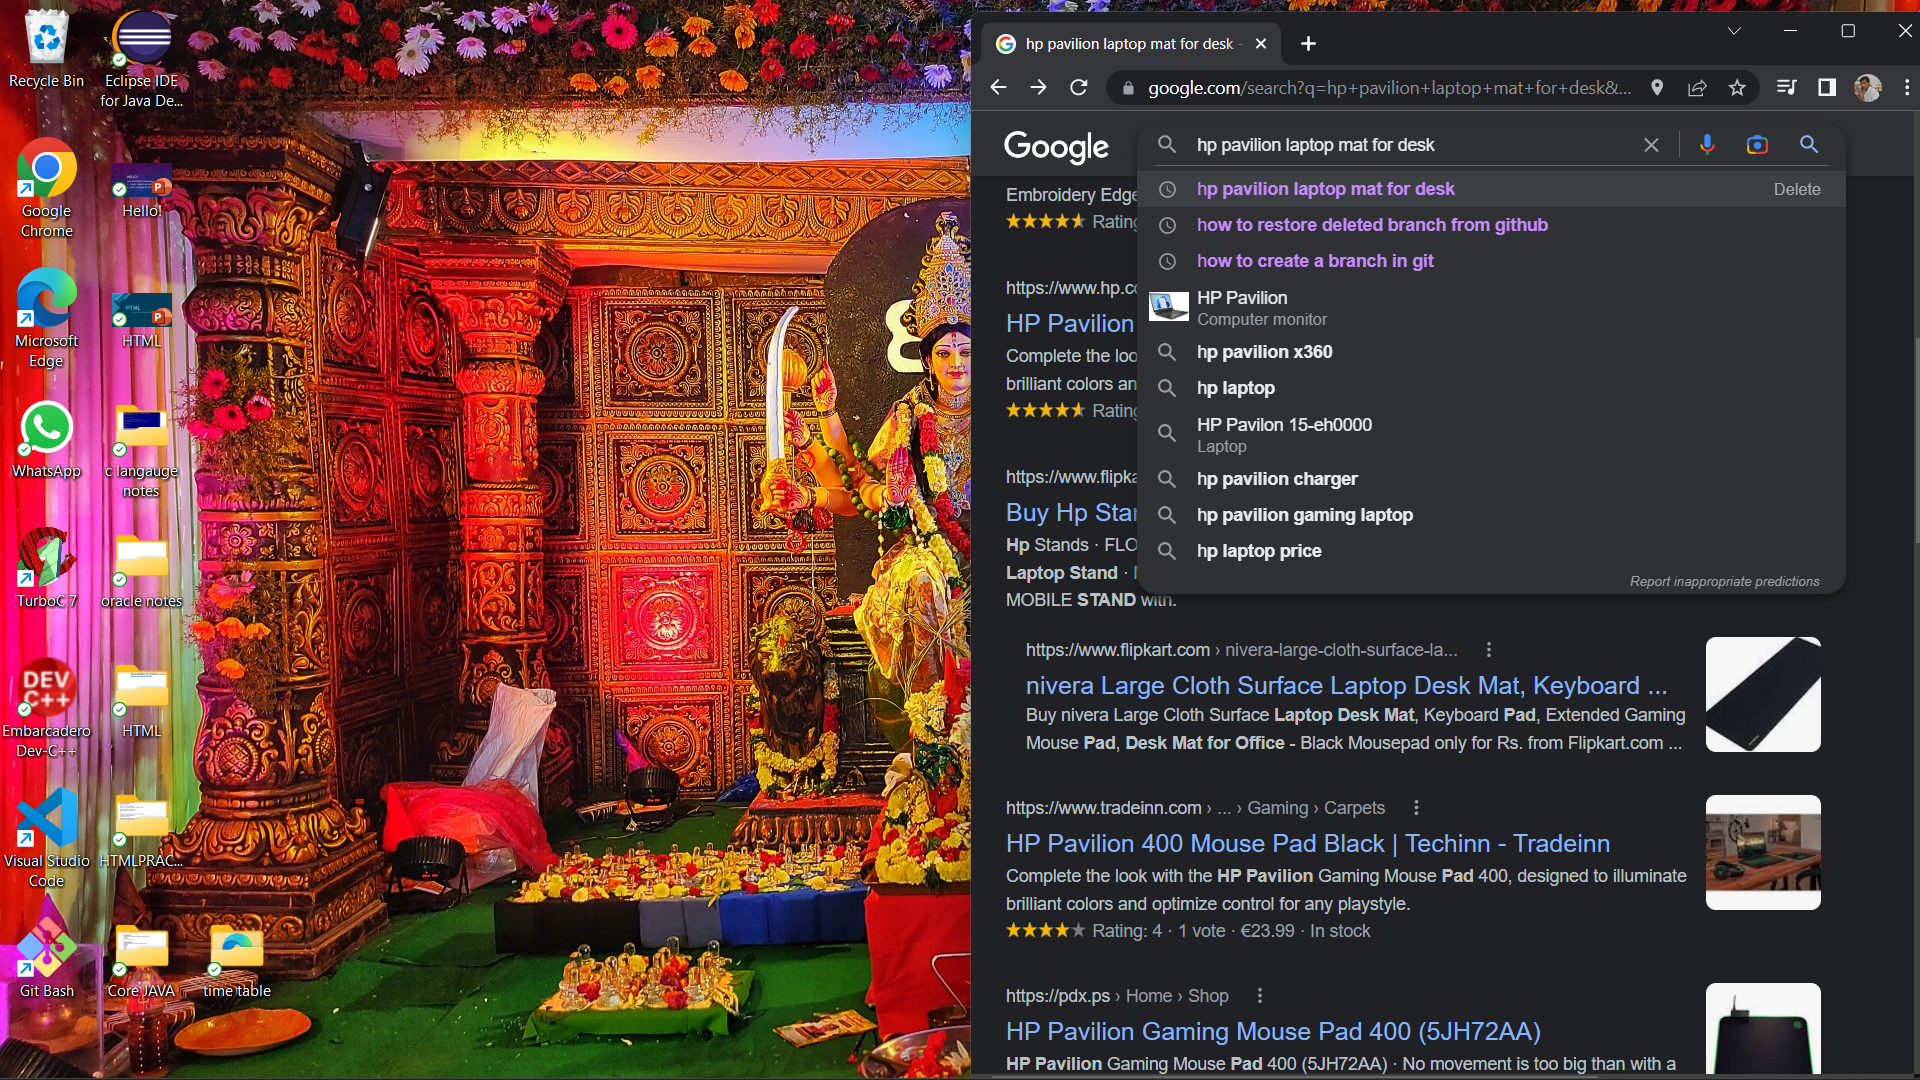 Recycle Bin
Eclipse IDE
for Java De...
Google
Chrome
Hello!
Microsoft
Edge
HTML
WhatsApp
c langauge
notes
TurboC 7
oracle notes
DEV
C++
Embarcadero
Dev-C++
HTML
Visual Studio
Code
HTMLPRAC...
Git Bash
Core JAVA
time table
hp pavilion laptop mat for desk -
google.com/search?q=hp+pavilion+laptop+mat+for+desk&...
Google
hp pavilion laptop mat for desk
hp pavilion laptop mat for desk
Delete
how to restore deleted branch from github
how to create a branch in git
HP Pavilion
Computer monitor
hp pavilion x360
hp laptop
HP Pavilon 15-eh0000
Laptop
hp pavilion charger
hp pavilion gaming laptop
hp laptop price
Report inappropriate predictions
Embroidery Edge
Rating
https://www.hp.co
HP Pavilion
Complete the loo
brilliant colors an
Rating
https://www.flipka
Buy Hp Star
Hp Stands · FLO
Laptop Stand ·
MOBILE STAND with.
https://www.flipkart.com › nivera-large-cloth-surface-la...
nivera Large Cloth Surface Laptop Desk Mat, Keyboard ...
Buy nivera Large Cloth Surface Laptop Desk Mat, Keyboard Pad, Extended Gaming
Mouse Pad, Desk Mat for Office - Black Mousepad only for Rs. from Flipkart.com ...
https://www.tradeinn.com › ... › Gaming › Carpets
HP Pavilion 400 Mouse Pad Black | Techinn - Tradeinn
Complete the look with the HP Pavilion Gaming Mouse Pad 400, designed to illuminate
brilliant colors and optimize control for any playstyle.
Rating: 4 · 1 vote · €23.99 · In stock
https://pdx.ps › Home › Shop
HP Pavilion Gaming Mouse Pad 400 (5JH72AA)
HP Pavilion Gaming Mouse Pad 400 (5JH72AA) · No movement is too big than with a